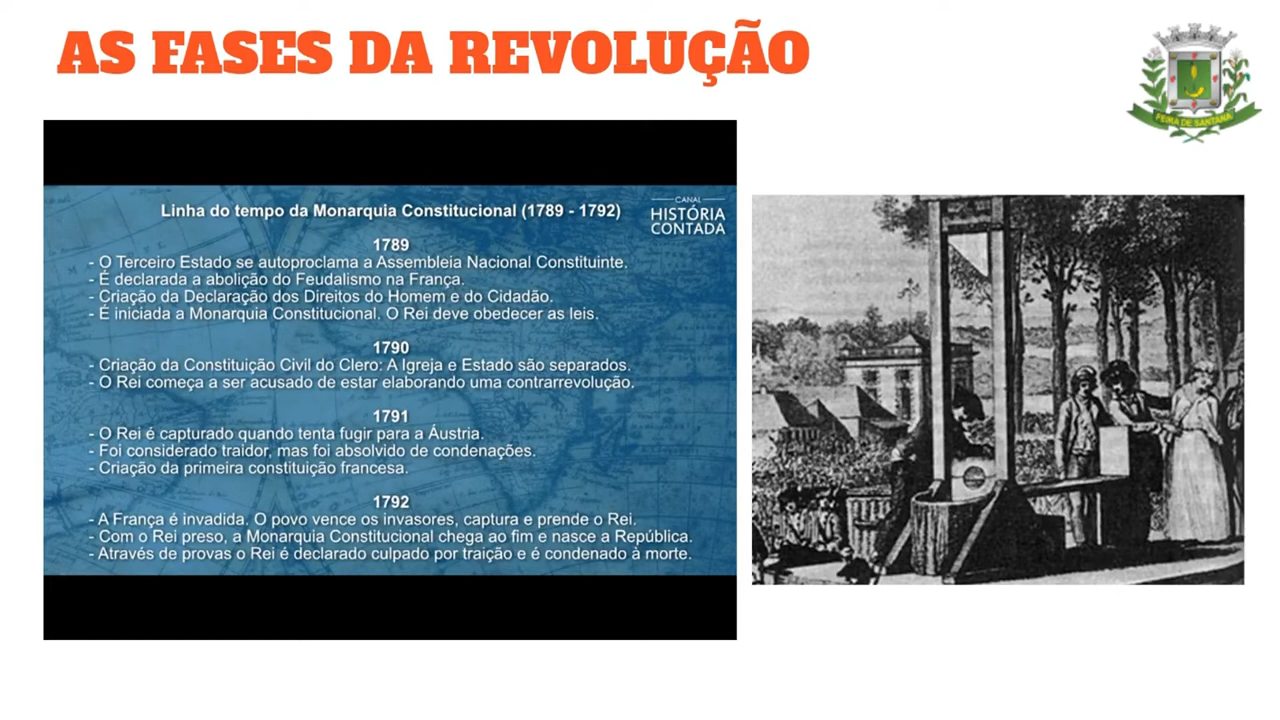 AS FASES DA REVOLUÇÃO
FEIRA DE SANTANA
CANAL
HISTÓRIA
CONTADA
Linha do tempo da Monarquia Constitucional (1789 - 1792)
1789
- O Terceiro Estado se autoproclama a Assembleia Nacional Constituinte.
- É declarada a abolição do Feudalismo na França.
- Criação da Declaração dos Direitos do Homem e do Cidadão.
- É iniciada a Monarquia Constitucional. O Rei deve obedecer as leis.
1790
- Criação da Constituição Civil do Clero: A Igreja e Estado são separados.
- O Rei começa a ser acusado de estar elaborando uma contrarrevolução.
1791
- O Rei é capturado quando tenta fugir para a Áustria.
- Foi considerado traidor, mas foi absolvido de condenações.
- Criação da primeira constituição francesa.
1792
- A França é invadida. O povo vence os invasores, captura e prende o Rei.
- Com o Rei preso, a Monarquia Constitucional chega ao fim e nasce a República.
- Através de provas o Rei é declarado culpado por traição e é condenado à morte.